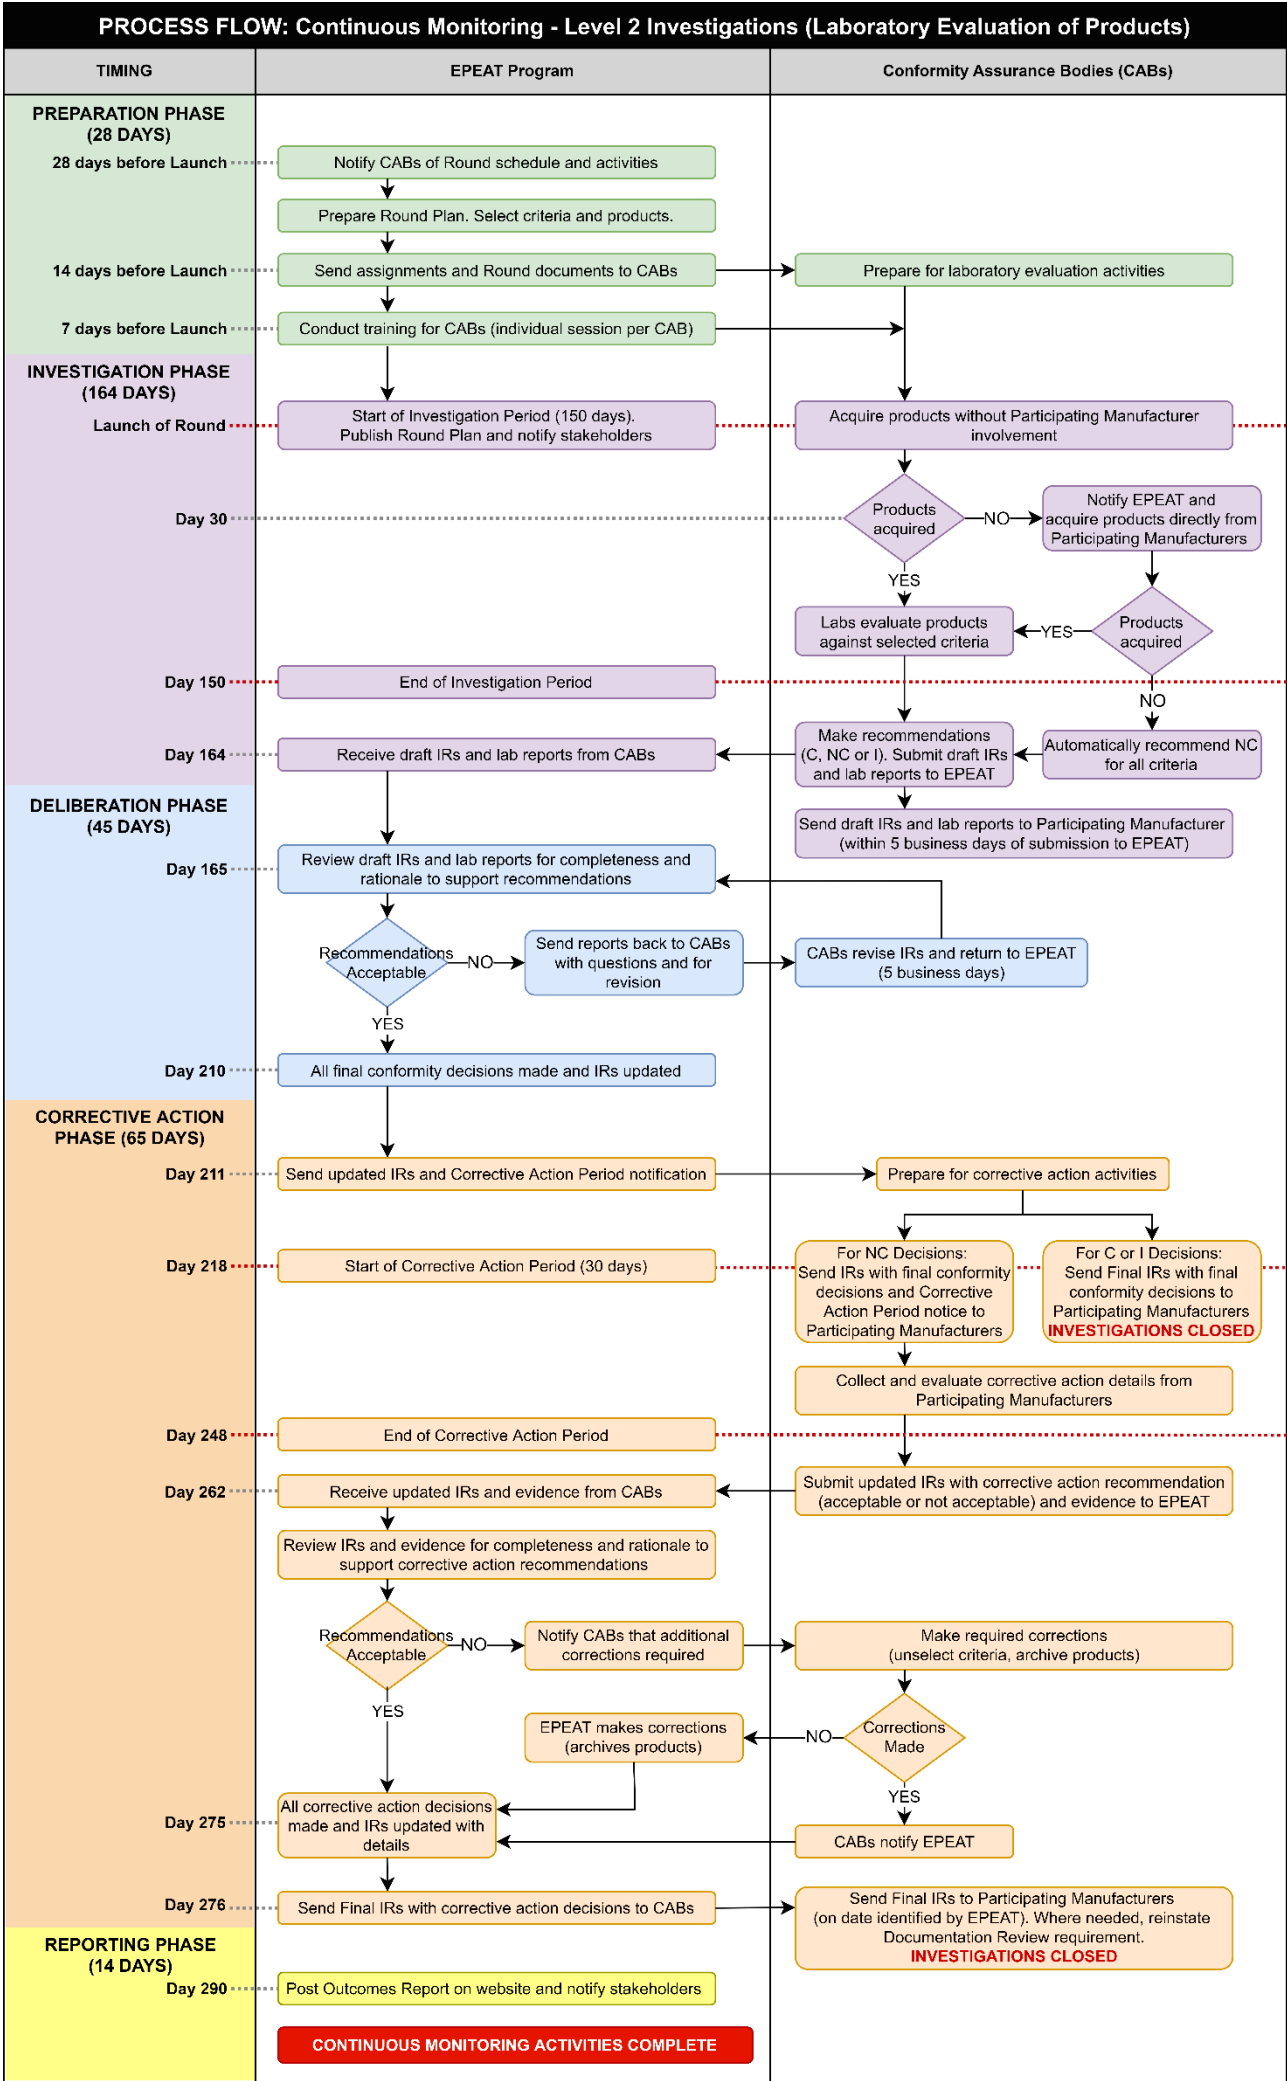 PROCESS FLOW: Continuous Monitoring - Level 2 Investigations (Laboratory Evaluation of Products)
TIMING
EPEAT Program
Conformity Assurance Bodies (CABs)
PREPARATION PHASE
(28 DAYS)
28 days before Launch
Notify CABs of Round schedule and activities
Prepare Round Plan. Select criteria and products.
14 days before Launch
Send assignments and Round documents to CABs
Prepare for laboratory evaluation activities
7 days before Launch
Conduct training for CABs (individual session per CAB)
INVESTIGATION PHASE
(164 DAYS)
Launch of Round
Start of Investigation Period (150 days).
Publish Round Plan and notify stakeholders
Acquire products without Participating Manufacturer
involvement
Day 30
Products
acquired
NO
Notify EPEAT and
acquire products directly from
Participating Manufacturers
YES
Labs evaluate products
against selected criteria
YES
Products
acquired
Day 150
End of Investigation Period
NO
Day 164
Receive draft IRs and lab reports from CABs
Make recommendations
(C, NC or I). Submit draft IRs
and lab reports to EPEAT
Automatically recommend NC
for all criteria
Send draft IRs and lab reports to Participating Manufacturer
(within 5 business days of submission to EPEAT)
DELIBERATION PHASE
(45 DAYS)
Day 165
Review draft IRs and lab reports for completeness and
rationale to support recommendations
Recommendations
Acceptable
NO
Send reports back to CABs
with questions and for
revision
CABs revise IRs and return to EPEAT
(5 business days)
YES
Day 210
All final conformity decisions made and IRs updated
CORRECTIVE ACTION
PHASE (65 DAYS)
Day 211
Send updated IRs and Corrective Action Period notification
Prepare for corrective action activities
Day 218
Start of Corrective Action Period (30 days)
For NC Decisions:
Send IRs with final conformity
decisions and Corrective
Action Period notice to
Participating Manufacturers
For C or I Decisions:
Send Final IRs with final
conformity decisions to
Participating Manufacturers
INVESTIGATIONS CLOSED
Collect and evaluate corrective action details from
Participating Manufacturers
Day 248
End of Corrective Action Period
Day 262
Receive updated IRs and evidence from CABs
Submit updated IRs with corrective action recommendation
(acceptable or not acceptable) and evidence to EPEAT
Review IRs and evidence for completeness and rationale to
support corrective action recommendations
Recommendations
Acceptable
NO
Notify CABs that additional
corrections required
Make required corrections
(unselect criteria, archive products)
YES
EPEAT makes corrections
(archives products)
NO
Corrections
Made
YES
Day 275
All corrective action decisions
made and IRs updated with
details
CABs notify EPEAT
Day 276
Send Final IRs with corrective action decisions to CABs
Send Final IRs to Participating Manufacturers
(on date identified by EPEAT). Where needed, reinstate
Documentation Review requirement.
INVESTIGATIONS CLOSED
REPORTING PHASE
(14 DAYS)
Day 290
Post Outcomes Report on website and notify stakeholders
CONTINUOUS MONITORING ACTIVITIES COMPLETE